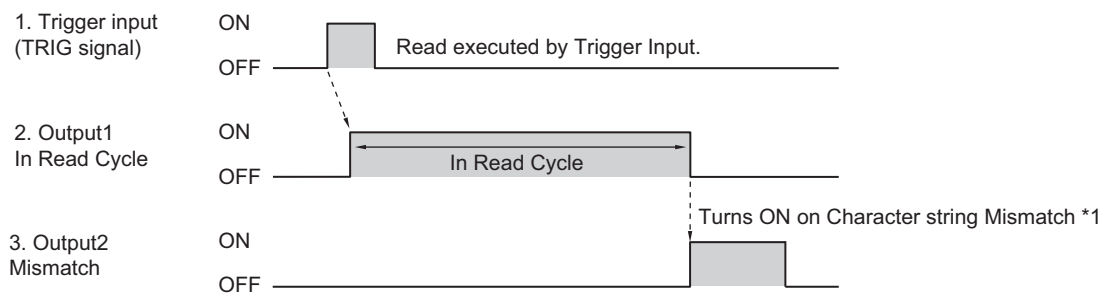 1. Trigger input
(TRIG signal)
ON
OFF
Read executed by Trigger Input.
2. Output1
In Read Cycle
ON
OFF
In Read Cycle
Turns ON on Character string Mismatch *1
3. Output2
Mismatch
ON
OFF